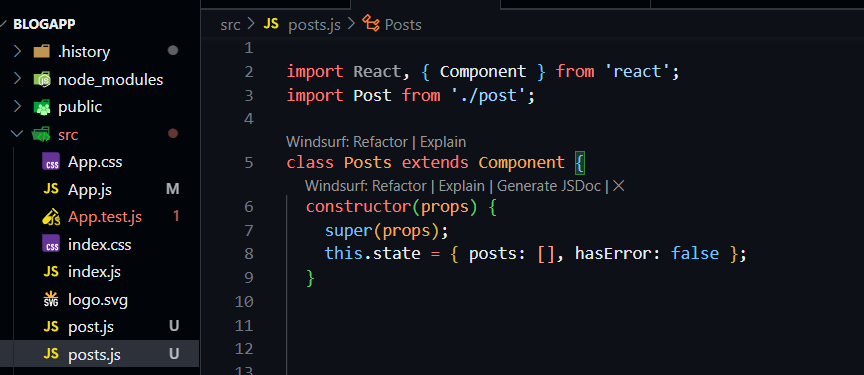 BLOGAPP
.history
node_modules
public
src
App.css
App.js M
App.test.js 1
index.css
index.js
logo.svg
post.js U
posts.js U
src > JS posts.js > Posts
1
2 import React, { Component } from 'react';
3 import Post from './post';
4
Windsurf: Refactor | Explain
5 class Posts extends Component {
Windsurf: Refactor | Explain | Generate JSDoc | X
6 constructor(props) {
7 super(props);
8 this.state = { posts: [], hasError: false };
9 }
10
11
12
13